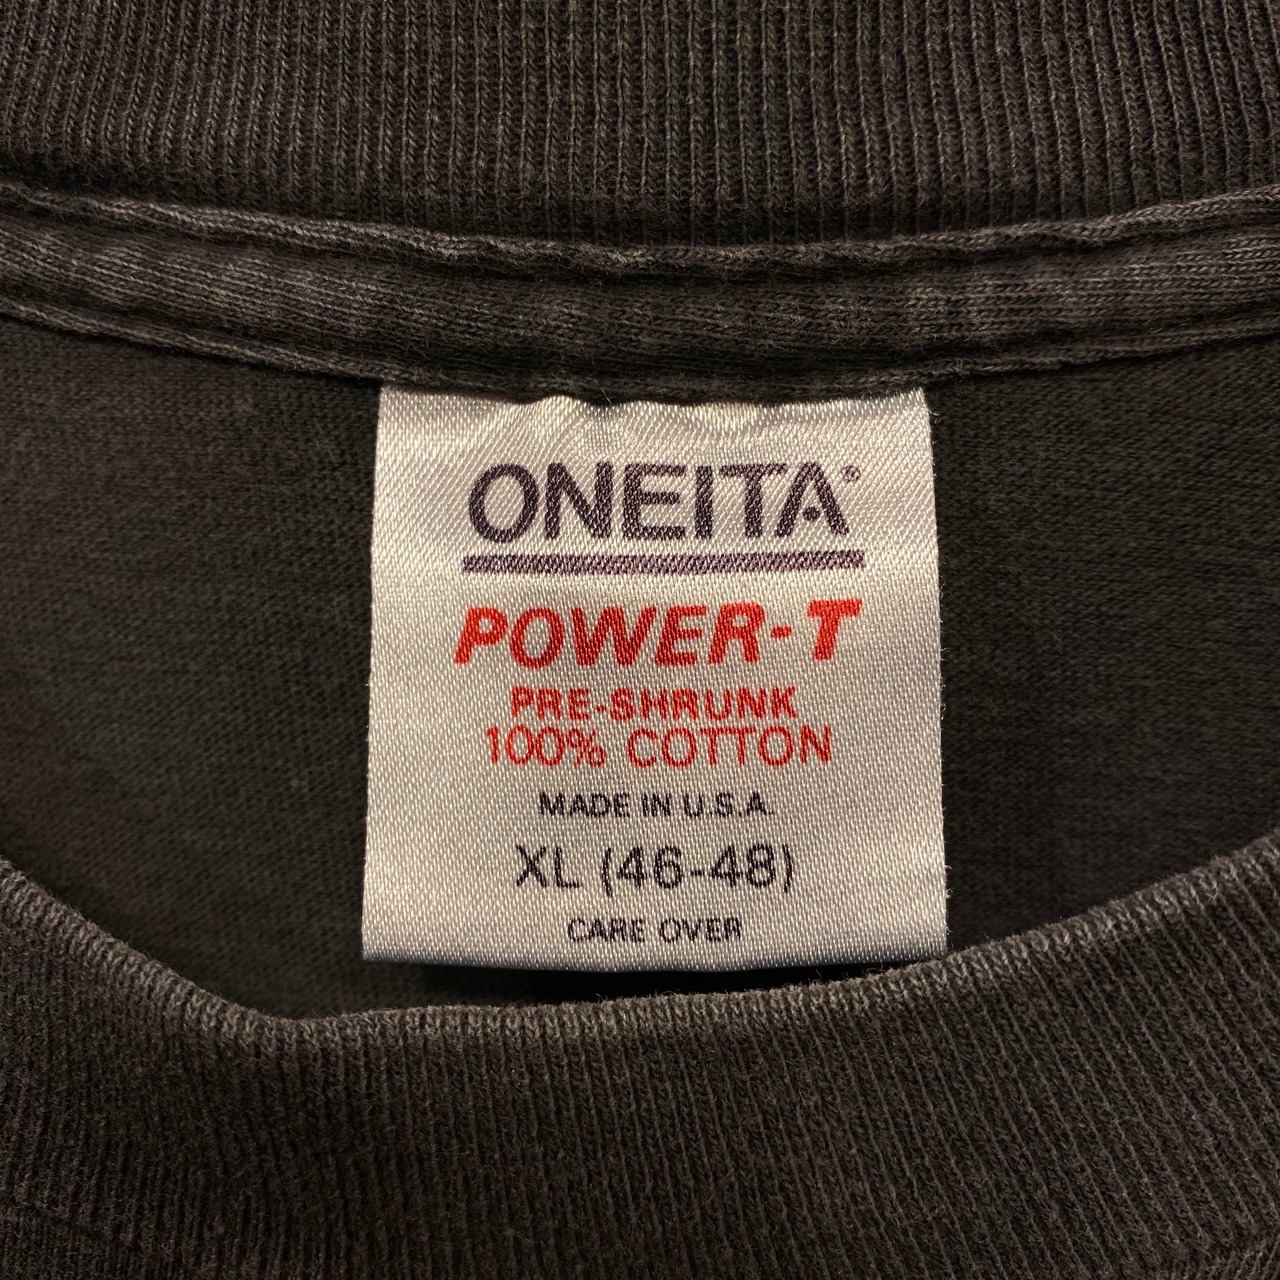 ONEITA®
POWER-T
PRE-SHRUNK
100% COTTON
MADE IN U.S.A.
XL (46-48)
CARE OVER